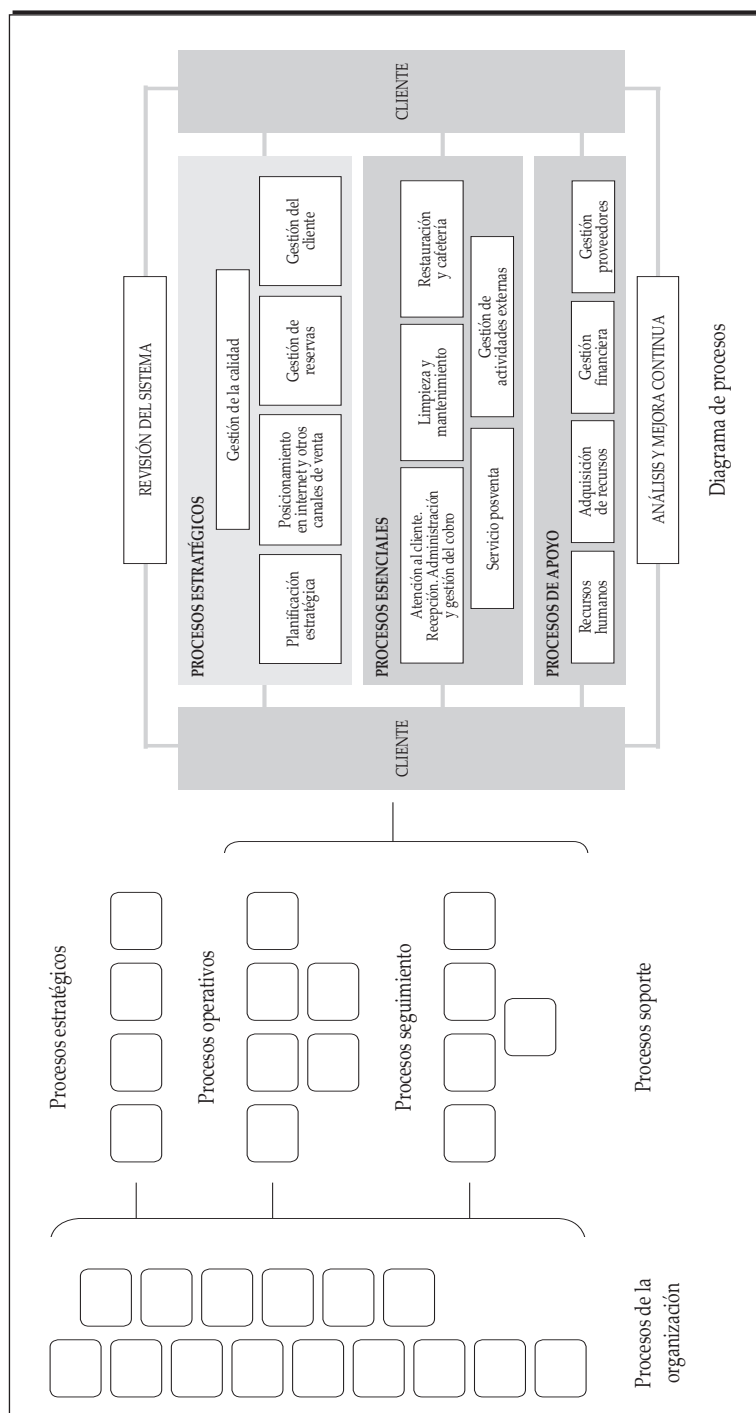 Procesos de la
organización
Procesos estratégicos
Procesos operativos
Procesos seguimiento
Procesos soporte
CLIENTE
REVISIÓN DEL SISTEMA
PROCESOS ESTRATÉGICOS
Gestión de la calidad
Planificación
estratégica
Posicionamiento
en internet y otros
canales de venta
Gestión de
reservas
Gestión del
cliente
PROCESOS ESENCIALES
Atención al cliente.
Recepción. Administración
y gestión del cobro
Limpieza y
mantenimiento
Restauración
y cafetería
Servicio posventa
Gestión de
actividades externas
PROCESOS DE APOYO
Recursos
humanos
Adquisición
de recursos
Gestión
financiera
Gestión
proveedores
ANÁLISIS Y MEJORA CONTINUA
CLIENTE
Diagrama de procesos